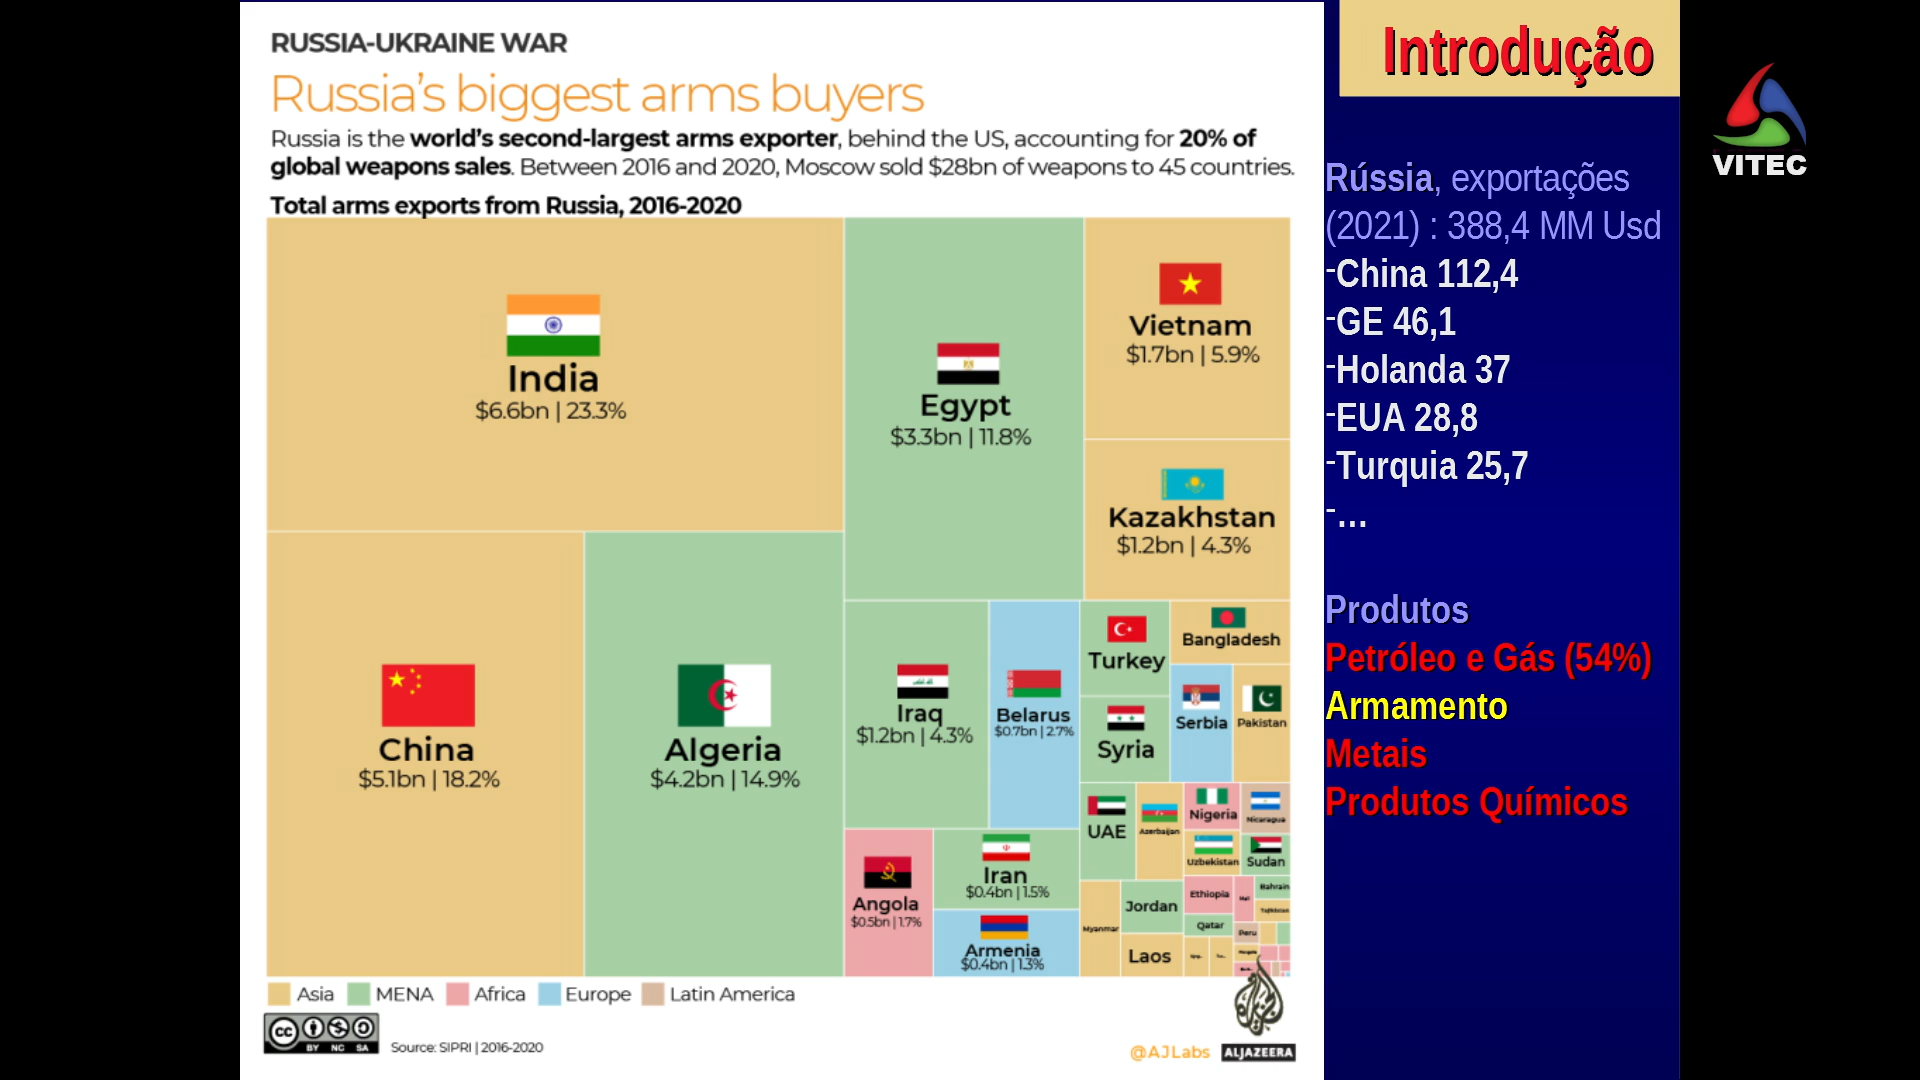 RUSSIA-UKRAINE WAR
Russia's biggest arms buyers
Russia is the world's second-largest arms exporter, behind the US, accounting for 20% of
global weapons sales. Between 2016 and 2020, Moscow sold $28bn of weapons to 45 countries.
Total arms exports from Russia, 2016-2020
India
$6.6bn | 23.3%
China
$5.1bn | 18.2%
Algeria
$4.2bn | 14.9%
Egypt
$3.3bn | 11.8%
Vietnam
$1.7bn | 5.9%
Kazakhstan
$1.2bn | 4.3%
Iraq
$1.2bn | 4.3%
Belarus
$0.7bn | 2.7%
Angola
$0.5bn | 1.7%
Iran
$0.4bn | 1.5%
Armenia
$0.4bn | 1.3%
Turkey
Bangladesh
Syria
Serbia
Pakistan
UAE
Azerbaijan
Nigeria
Nicaragua
Uzbekistan
Sudan
Myanmar
Jordan
Laos
Ethiopia
Qatar
Mali
Bahrain
Tajikistan
Peru
Asia
MENA
Africa
Europe
Latin America
cc
BY NC SA
Source: SIPRI | 2016-2020
@AJLabs
ALJAZEERA
Introdução
Rússia, exportações
(2021) : 388,4 MM Usd
-China 112,4
-GE 46,1
-Holanda 37
-EUA 28,8
-Turquia 25,7
-...
Produtos
Petróleo e Gás (54%)
Armamento
Metais
Produtos Químicos
VITEC